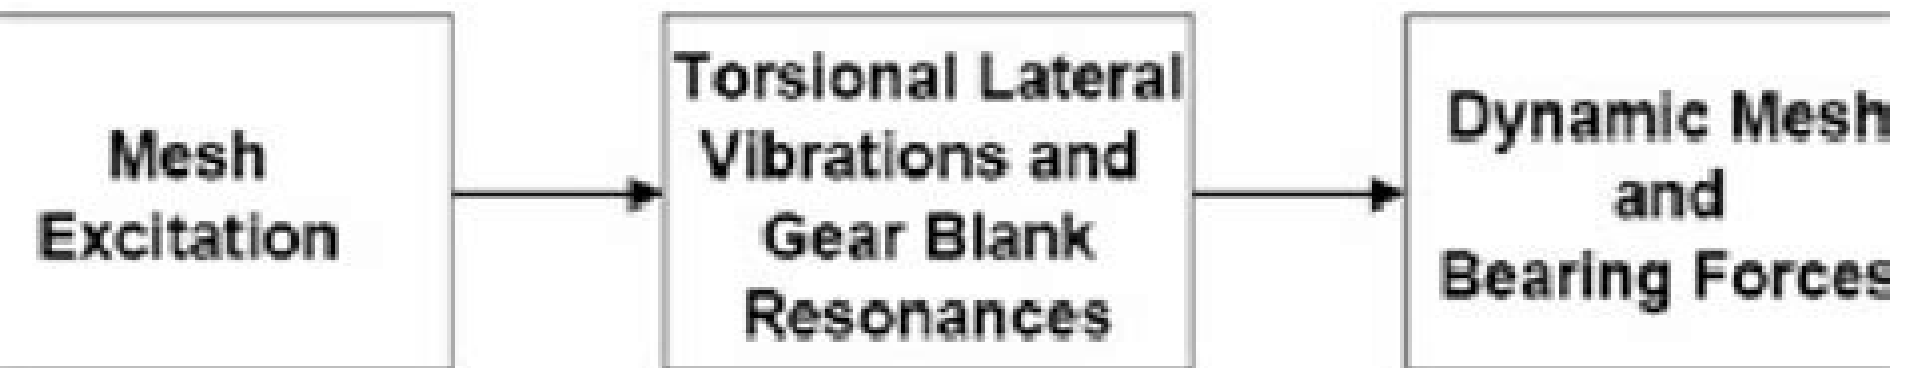 Mesh
Excitation
Torsional Lateral
Vibrations and
Gear Blank
Resonances
Dynamic Mesh
and
Bearing Forces